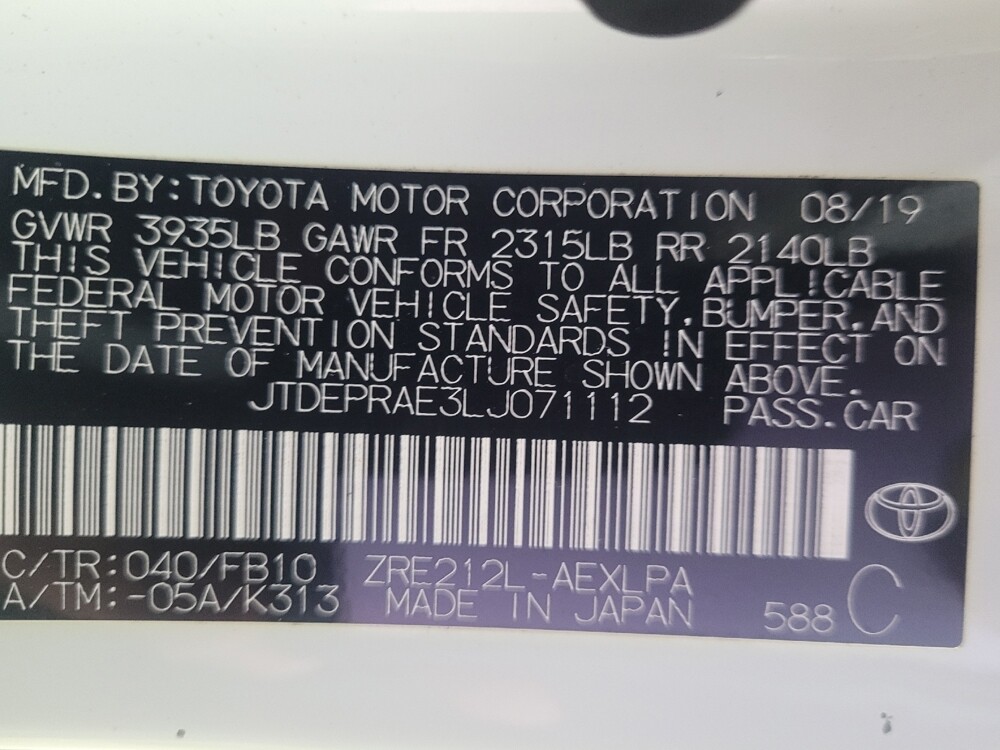 MFD. BY: TOYOTA MOTOR CORPORATION 08/19
GVWR 3935LB GAWR FR 2315LB RR 2140LB
THIS VEHICLE CONFORMS TO ALL APPLICABLE
FEDERAL MOTOR VEHICLE SAFETY, BUMPER, AND
THEFT PREVENTION STANDARDS IN EFFECT ON
THE DATE OF MANUFACTURE SHOWN ABOVE.
JTDEPRAE3LJ071112 PASS. CAR
C/TR: 040/FB10 ZRE212L-AEXLPA
A/TM: -05A/K313 MADE IN JAPAN 588 C